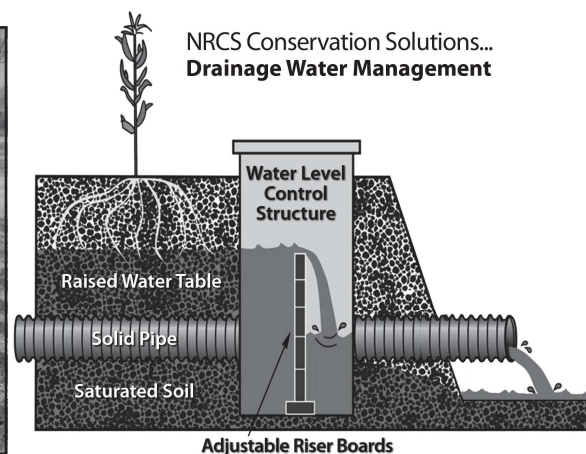 NRCS Conservation Solutions...
Drainage Water Management
Water Level
Control
Structure
Raised Water Table
Solid Pipe
Saturated Soil
Adjustable Riser Boards